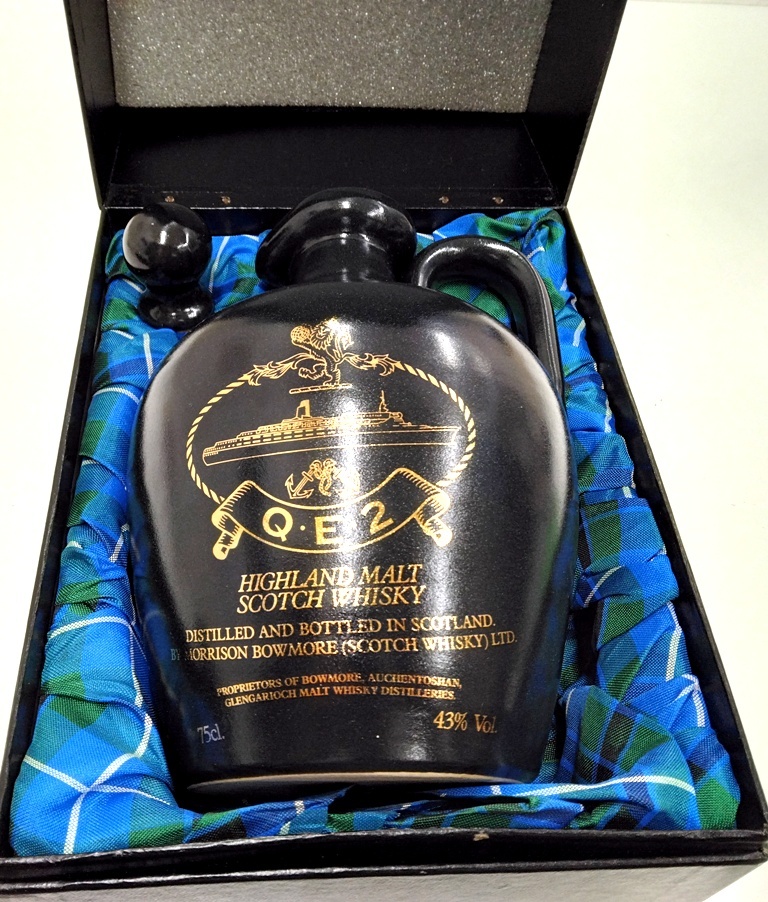 Q·E 2
HIGHLAND MALT
SCOTCH WHISKY
DISTILLED AND BOTTLED IN SCOTLAND.
BY MORRISON BOWMORE (SCOTCH WHISKY) LTD.
PROPRIETORS OF BOWMORE, AUCHENTOSHAN,
GLENGARIOCH MALT WHISKY DISTILLERIES.
75cl.
43% Vol.